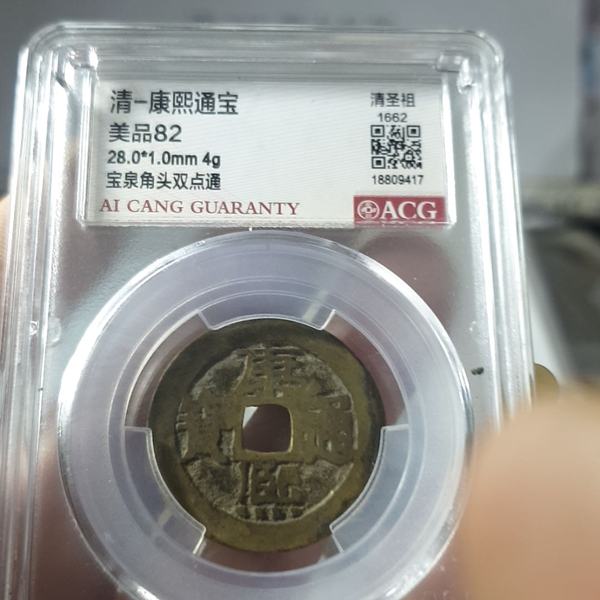 清-康熙通宝
美品82
28.0*1.0mm 4g
宝泉角头双点通
AI CANG GUARANTY
清圣祖
1662
18809417
ACG
康
熙
通
寳